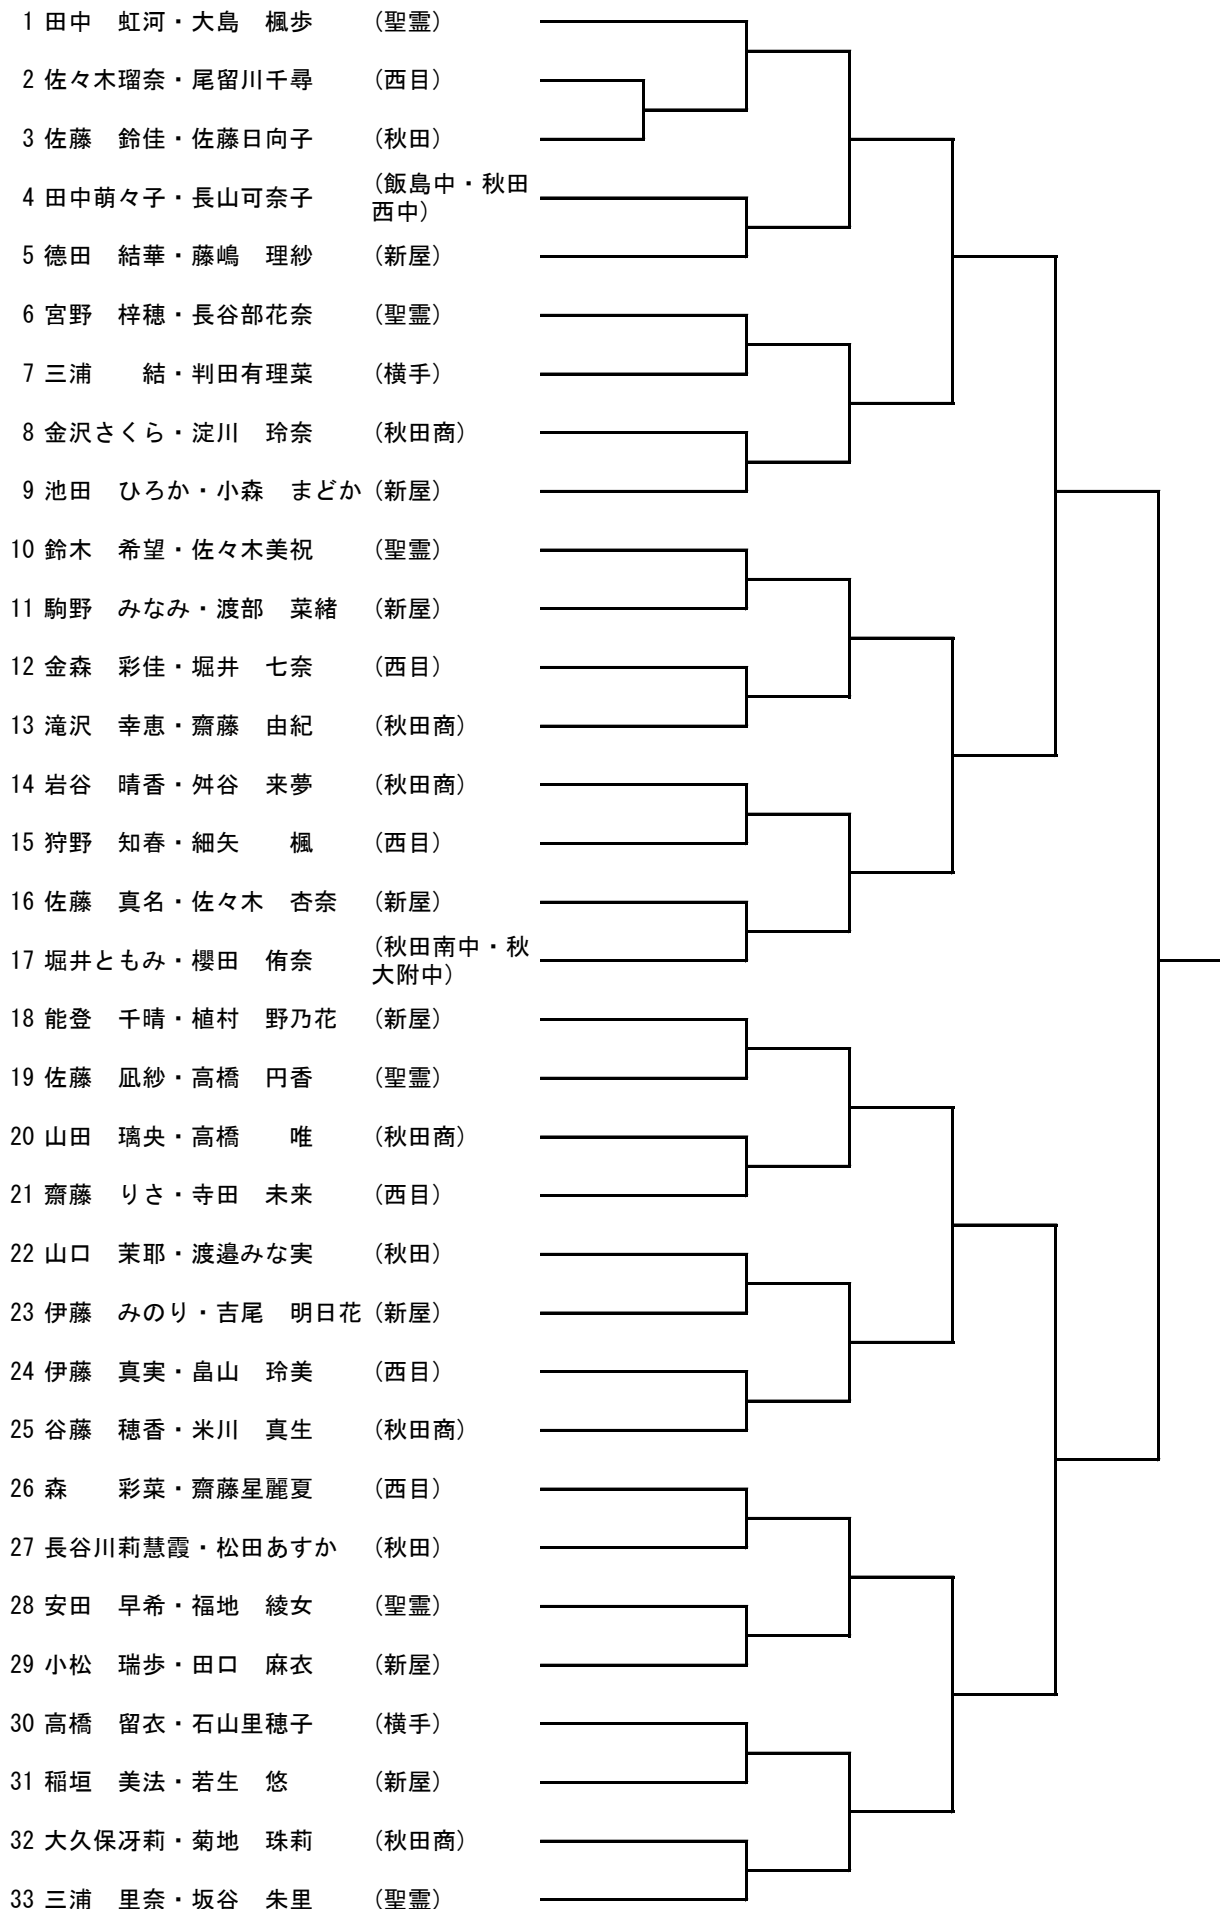 1 田中　虹河・大島　楓歩 （聖霊）
2 佐々木瑠奈・尾留川千尋 （西目）
3 佐藤　鈴佳・佐藤日向子 （秋田）
4 田中萌々子・長山可奈子 （飯島中・秋田
西中）
5 德田　結華・藤嶋　理紗 （新屋）
6 宮野　梓穂・長谷部花奈 （聖霊）
7 三浦　　結・判田有理菜 （横手）
8 金沢さくら・淀川　玲奈 （秋田商）
9 池田　ひろか・小森　まどか （新屋）
10 鈴木　希望・佐々木美祝 （聖霊）
11 駒野　みなみ・渡部　菜緒 （新屋）
12 金森　彩佳・堀井　七奈 （西目）
13 滝沢　幸恵・齋藤　由紀 （秋田商）
14 岩谷　晴香・舛谷　来夢 （秋田商）
15 狩野　知春・細矢　　楓 （西目）
16 佐藤　真名・佐々木　杏奈 （新屋）
17 堀井ともみ・櫻田　侑奈 （秋田南中・秋
大附中）
18 能登　千晴・植村　野乃花 （新屋）
19 佐藤　凪紗・高橋　円香 （聖霊）
20 山田　璃央・高橋　　唯 （秋田商）
21 齋藤　りさ・寺田　未来 （西目）
22 山口　茉耶・渡邉みな実 （秋田）
23 伊藤　みのり・吉尾　明日花 （新屋）
24 伊藤　真実・畠山　玲美 （西目）
25 谷藤　穂香・米川　真生 （秋田商）
26 森　　彩菜・齋藤星麗夏 （西目）
27 長谷川莉慧霞・松田あすか （秋田）
28 安田　早希・福地　綾女 （聖霊）
29 小松　瑞歩・田口　麻衣 （新屋）
30 高橋　留衣・石山里穂子 （横手）
31 稲垣　美法・若生　悠 （新屋）
32 大久保冴莉・菊地　珠莉 （秋田商）
33 三浦　里奈・坂谷　朱里 （聖霊）